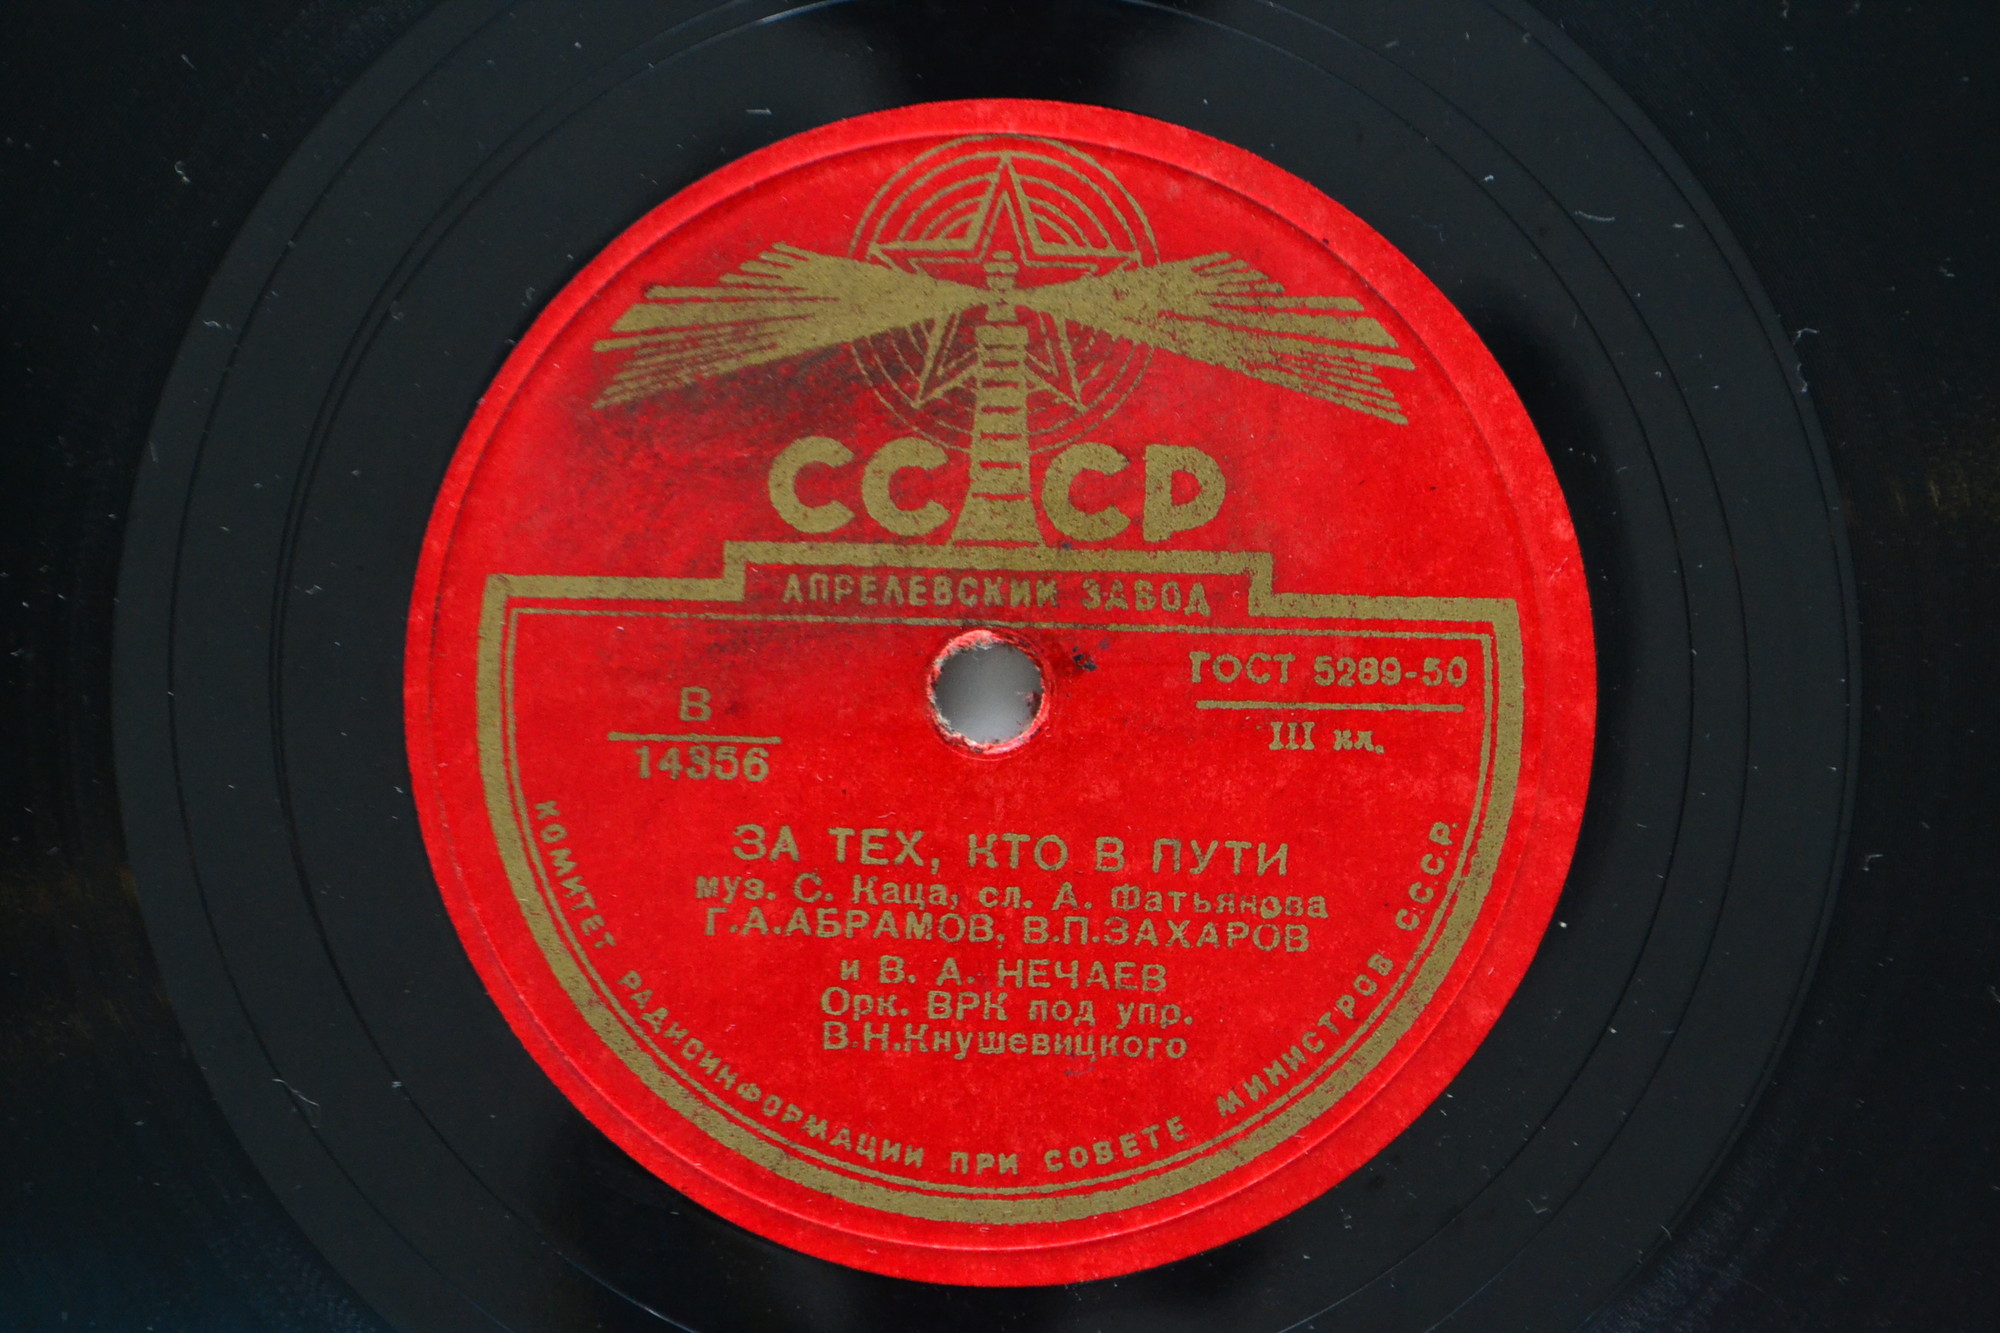 СССР
АПРЕЛЕВСКИЙ ЗАВОД
ГОСТ 5289-50
III кл.
В
14356
ЗА ТЕХ, КТО В ПУТИ
муз. С. Каца, сл. А. Фатьянова
Г.А.АБРАМОВ, В.П.ЗАХАРОВ
и В. А. НЕЧАЕВ
Орк. ВРК под упр.
В.Н.Кнушевицкого
КОМИТЕТ РАДИОИНФОРМАЦИИ ПРИ СОВЕТЕ МИНИСТРОВ С.С.С.Р.